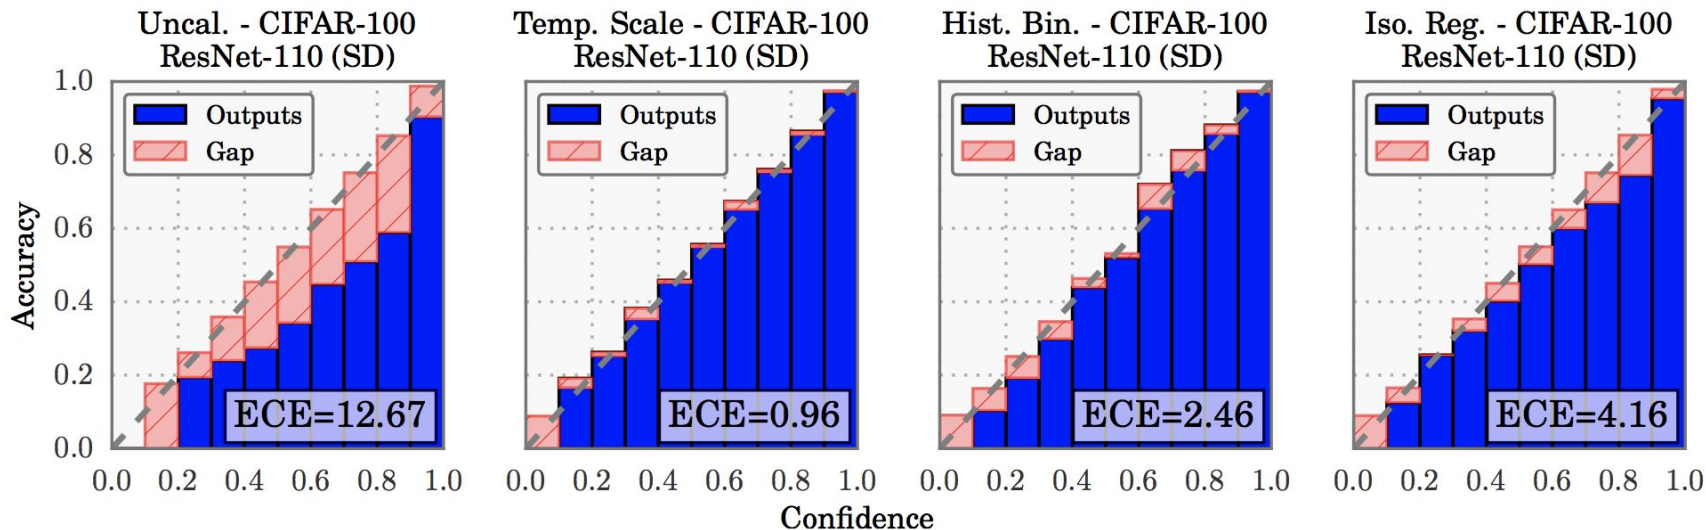 Uncal. - CIFAR-100
ResNet-110 (SD)
Temp. Scale - CIFAR-100
ResNet-110 (SD)
Hist. Bin. - CIFAR-100
ResNet-110 (SD)
Iso. Reg. - CIFAR-100
ResNet-110 (SD)
Accuracy
1.0
0.8
0.6
0.4
0.2
0.0
Outputs
Gap
ECE=12.67
0.0 0.2 0.4 0.6 0.8 1.0
Outputs
Gap
ECE=0.96
0.0 0.2 0.4 0.6 0.8 1.0
Outputs
Gap
ECE=2.46
0.0 0.2 0.4 0.6 0.8 1.0
Outputs
Gap
ECE=4.16
0.0 0.2 0.4 0.6 0.8 1.0
Confidence